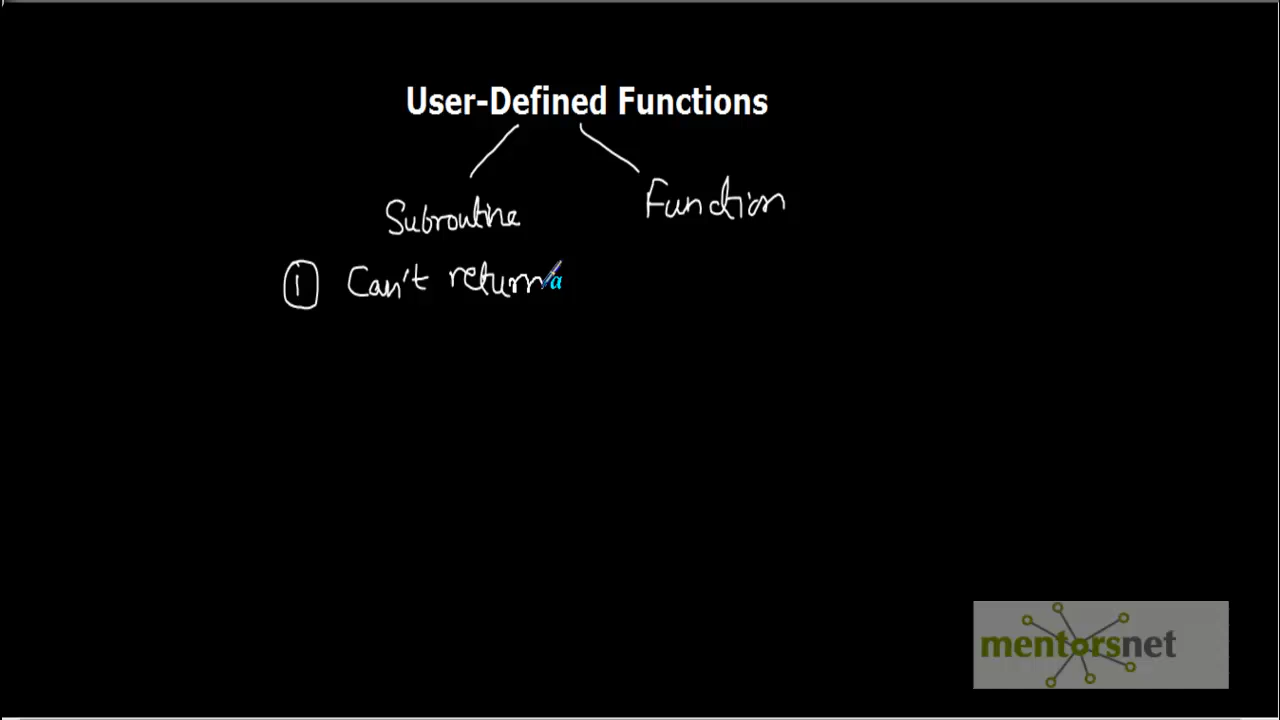 User-Defined Functions
Subroutine Function
① Can't return a
mentorsnet